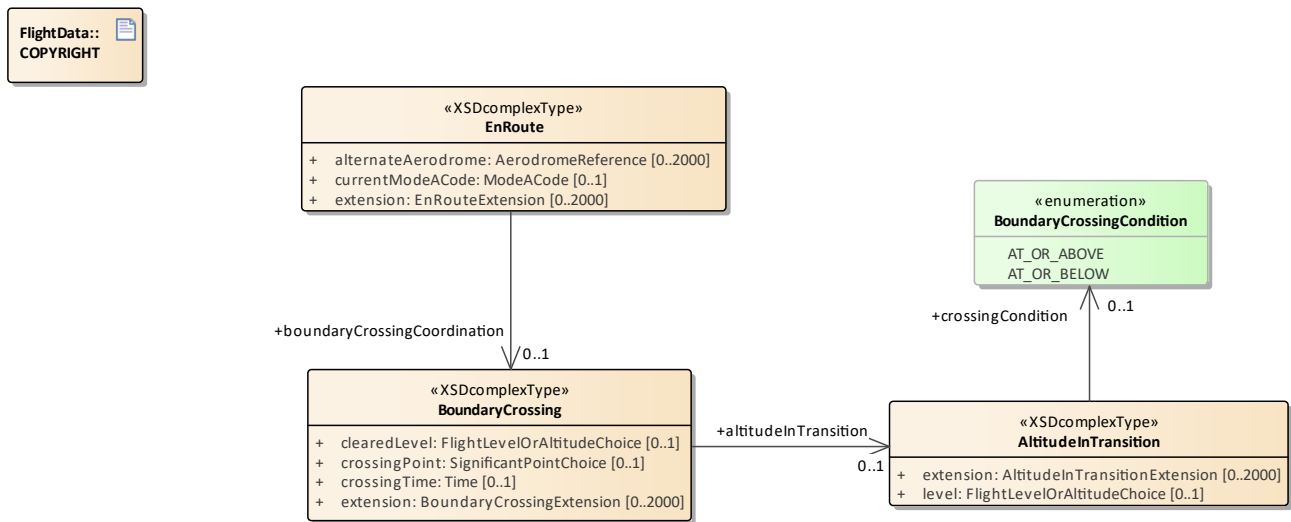 FlightData::
COPYRIGHT
«XSDcomplexType»
EnRoute
+ alternateAerodrome: AerodromeReference [0..2000]
+ currentModeACode: ModeACode [0..1]
+ extension: EnRouteExtension [0..2000]
«enumeration»
BoundaryCrossingCondition
AT_OR_ABOVE
AT_OR_BELOW
+crossingCondition
0..1
+boundaryCrossingCoordination
0..1
«XSDcomplexType»
BoundaryCrossing
+ clearedLevel: FlightLevelOrAltitudeChoice [0..1]
+ crossingPoint: SignificantPointChoice [0..1]
+ crossingTime: Time [0..1]
+ extension: BoundaryCrossingExtension [0..2000]
+altitudeInTransition
0..1
«XSDcomplexType»
AltitudeInTransition
+ extension: AltitudeInTransitionExtension [0..2000]
+ level: FlightLevelOrAltitudeChoice [0..1]